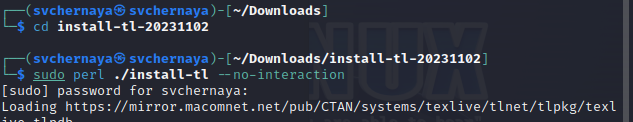 ┌──(svchernaya㉿svchernaya)-[~/Downloads]
└─$ cd install-tl-20231102
┌──(svchernaya㉿svchernaya)-[~/Downloads/install-tl-20231102]
└─$ sudo perl ./install-tl --no-interaction
[sudo] password for svchernaya:
Loading https://mirror.macomnet.net/pub/CTAN/systems/texlive/tlnet/tlpkg/texl
ive.tlpdb